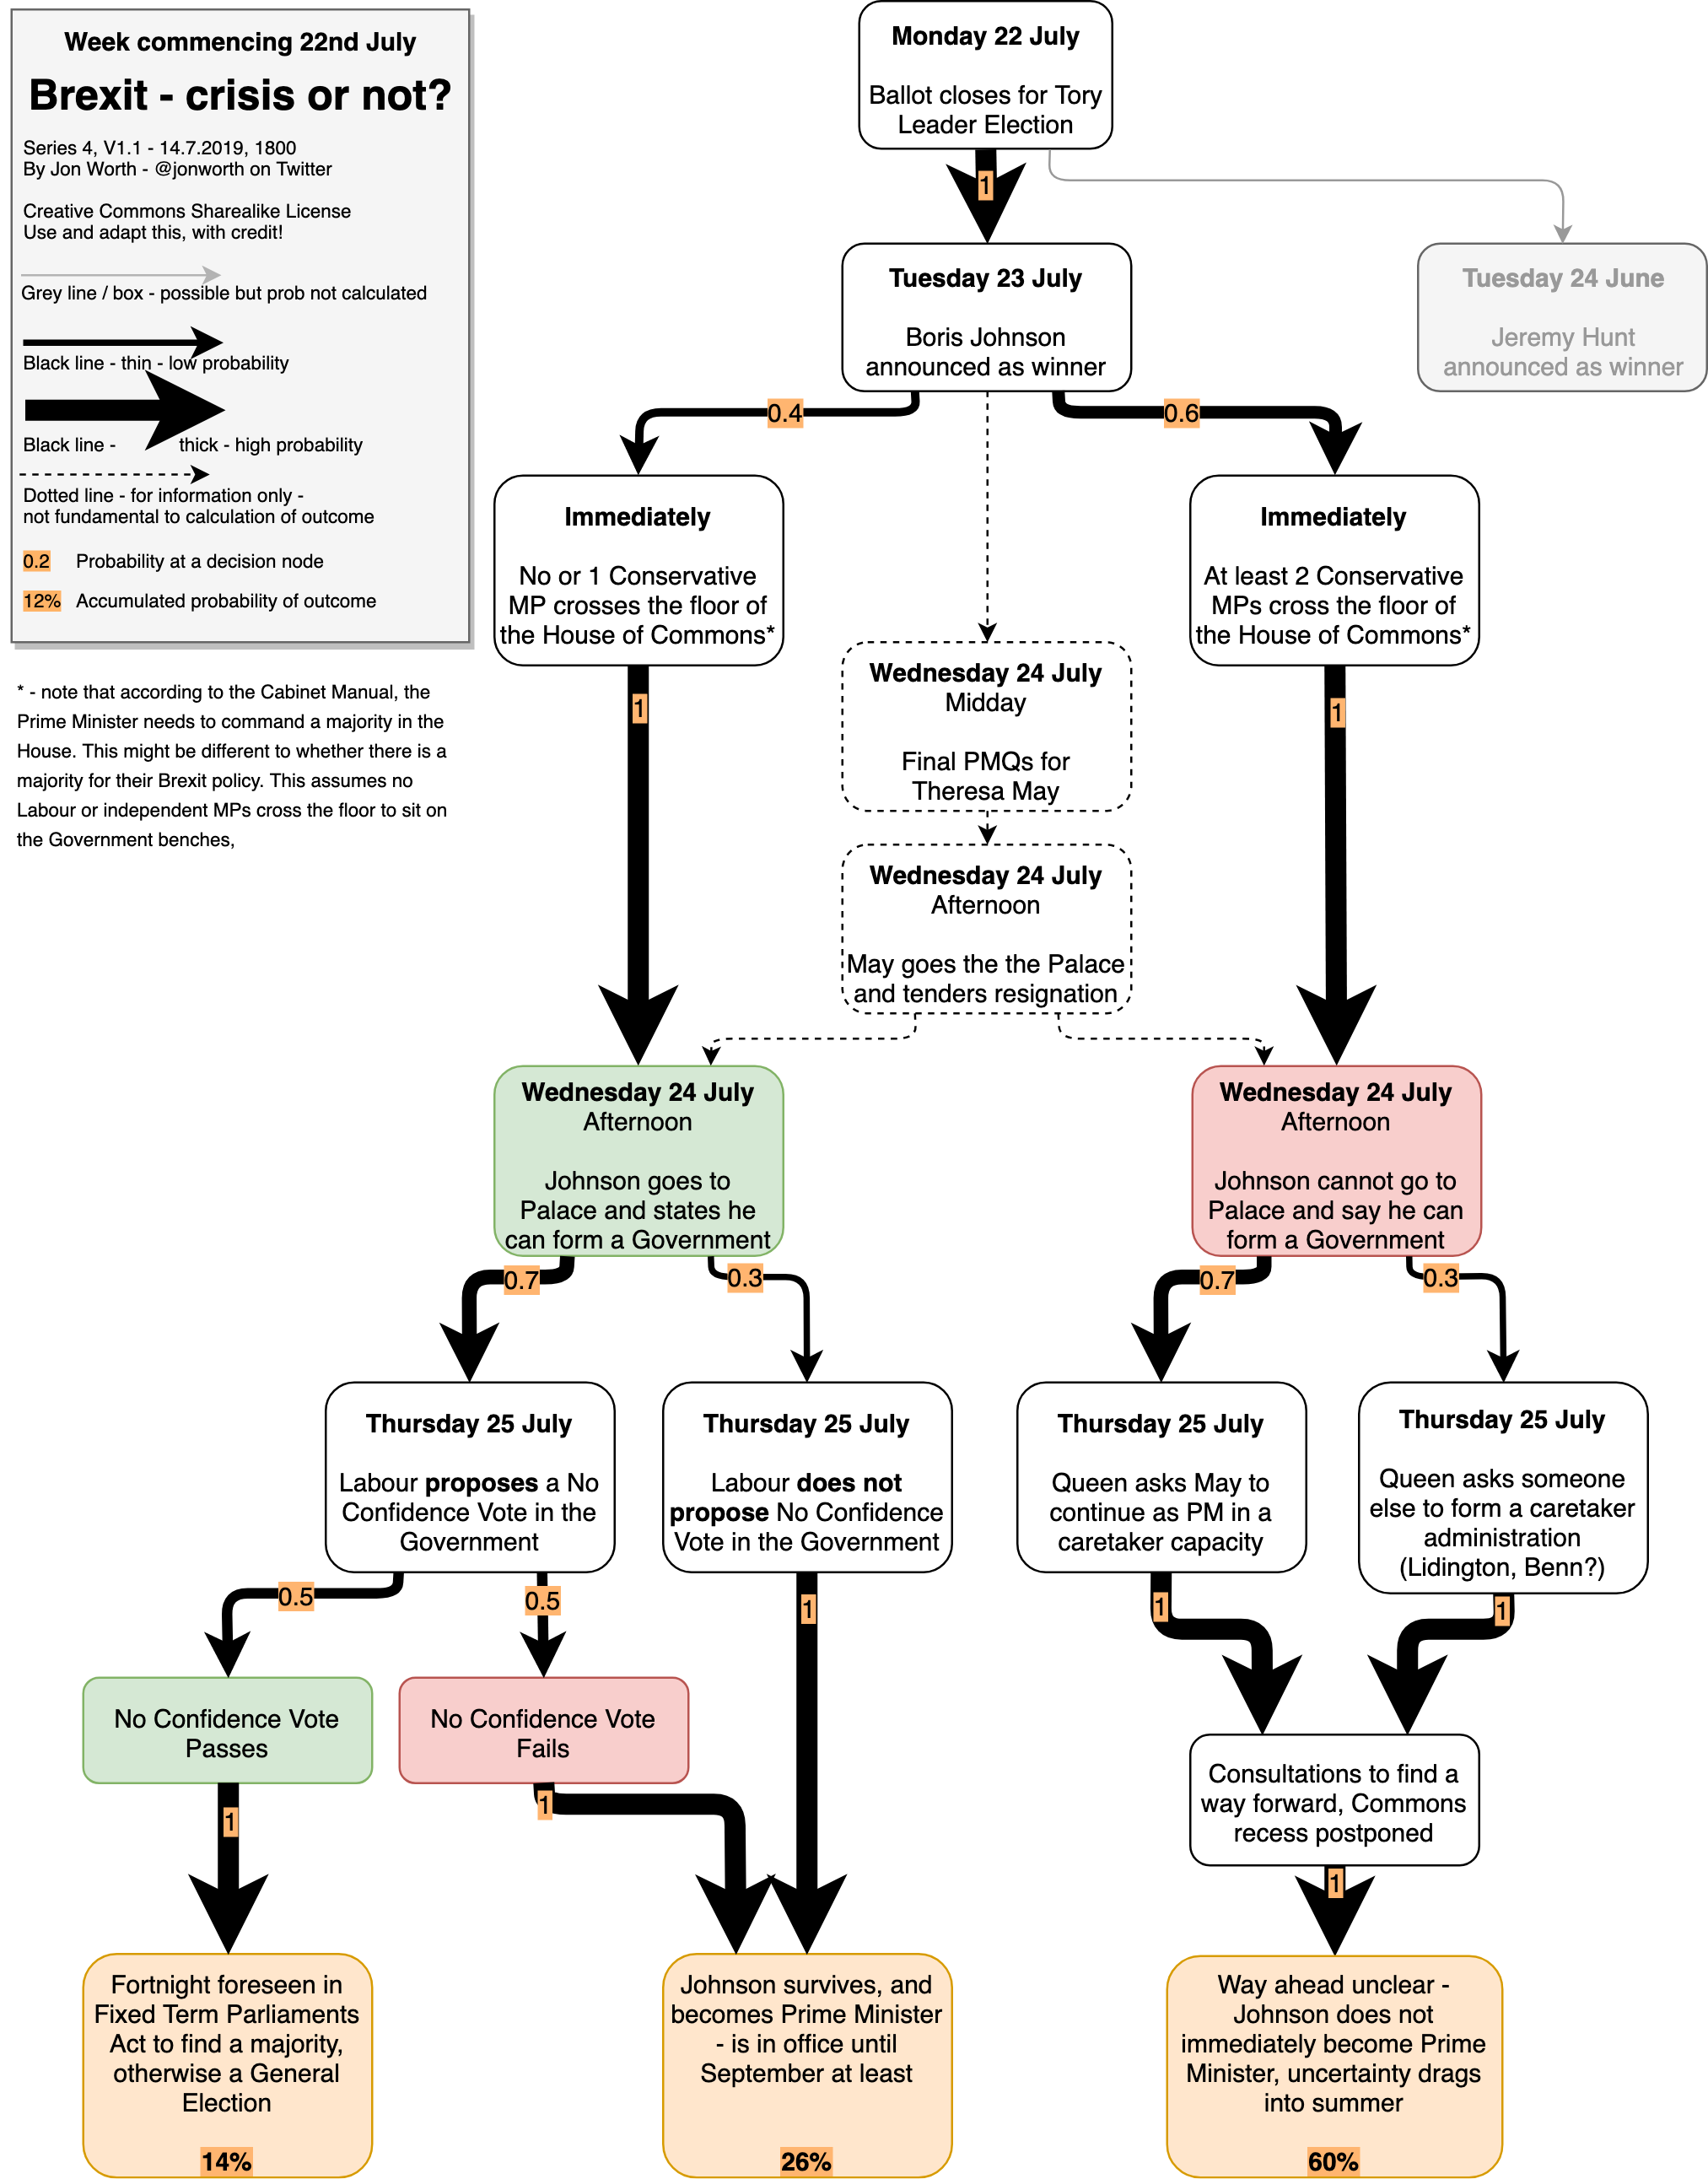 Week commencing 22nd July
Brexit - crisis or not?
Series 4, V1.1 - 14.7.2019, 1800
By Jon Worth - @jonworth on Twitter
Creative Commons Sharealike License
Use and adapt this, with credit!
Grey line / box - possible but prob not calculated
Black line - thin - low probability
Black line - thick - high probability
Dotted line - for information only -
not fundamental to calculation of outcome
0.2 Probability at a decision node
12% Accumulated probability of outcome
* - note that according to the Cabinet Manual, the
Prime Minister needs to command a majority in the
House. This might be different to whether there is a
majority for their Brexit policy. This assumes no
Labour or independent MPs cross the floor to sit on
the Government benches,
Monday 22 July
Ballot closes for Tory
Leader Election
1
Tuesday 23 July
Boris Johnson
announced as winner
Tuesday 24 June
Jeremy Hunt
announced as winner
0.4
0.6
Immediately
No or 1 Conservative
MP crosses the floor of
the House of Commons*
Immediately
At least 2 Conservative
MPs cross the floor of
the House of Commons*
1
1
Wednesday 24 July
Midday
Final PMQs for
Theresa May
Wednesday 24 July
Afternoon
May goes the the Palace
and tenders resignation
Wednesday 24 July
Afternoon
Johnson goes to
Palace and states he
can form a Government
Wednesday 24 July
Afternoon
Johnson cannot go to
Palace and say he can
form a Government
0.7
0.3
0.7
0.3
Thursday 25 July
Labour proposes a No
Confidence Vote in the
Government
Thursday 25 July
Labour does not
propose No Confidence
Vote in the Government
Thursday 25 July
Queen asks May to
continue as PM in a
caretaker capacity
Thursday 25 July
Queen asks someone
else to form a caretaker
administration
(Lidington, Benn?)
0.5
0.5
1
1
1
No Confidence Vote
Passes
No Confidence Vote
Fails
Consultations to find a
way forward, Commons
recess postponed
1
1
1
Fortnight foreseen in
Fixed Term Parliaments
Act to find a majority,
otherwise a General
Election
14%
Johnson survives, and
becomes Prime Minister
- is in office until
September at least
26%
Way ahead unclear -
Johnson does not
immediately become Prime
Minister, uncertainty drags
into summer
60%